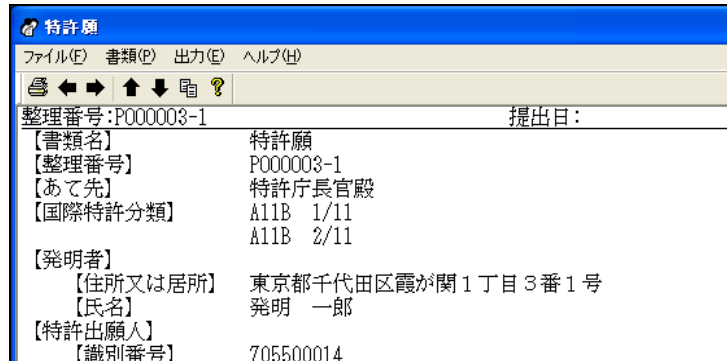 特許願
ファイル(F) 書類(P) 出力(E) ヘルプ(H)
整理番号:P000003-1 提出日:
【書類名】 特許願
【整理番号】 P000003-1
【あて先】 特許庁長官殿
【国際特許分類】 A11B 1/11
A11B 2/11
【発明者】
【住所又は居所】 東京都千代田区霞が関1丁目3番1号
【氏名】 発明 一郎
【特許出願人】
【識別番号】 705500014